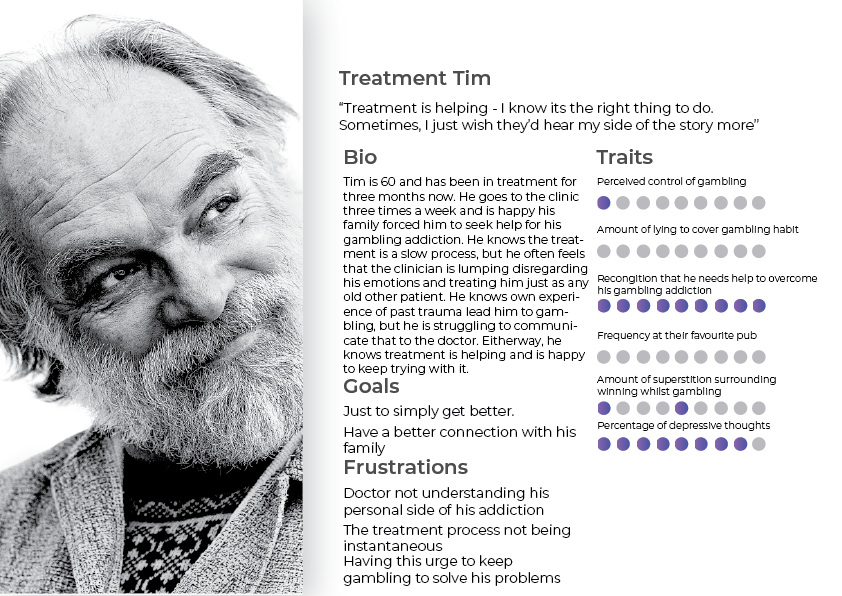 Treatment Tim
“Treatment is helping - I know its the right thing to do.
Sometimes, I just wish they’d hear my side of the story more”
Bio
Tim is 60 and has been in treatment for
three months now. He goes to the clinic
three times a week and is happy his
family forced him to seek help for his
gambling addiction. He knows the treat-
ment is a slow process, but he often feels
that the clinician is lumping disregarding
his emotions and treating him just as any
old other patient. He knows own experi-
ence of past trauma lead him to gam-
bling, but he is struggling to communi-
cate that to the doctor. Eitherway, he
knows treatment is helping and is happy
to keep trying with it.
Goals
Just to simply get better.
Have a better connection with his
family
Frustrations
Doctor not understanding his
personal side of his addiction
The treatment process not being
instantaneous
Having this urge to keep
gambling to solve his problems
Traits
Perceived control of gambling
Amount of lying to cover gambling habit
Recongition that he needs help to overcome
his gambling addiction
Frequency at their favourite pub
Amount of superstition surrounding
winning whilst gambling
Percentage of depressive thoughts